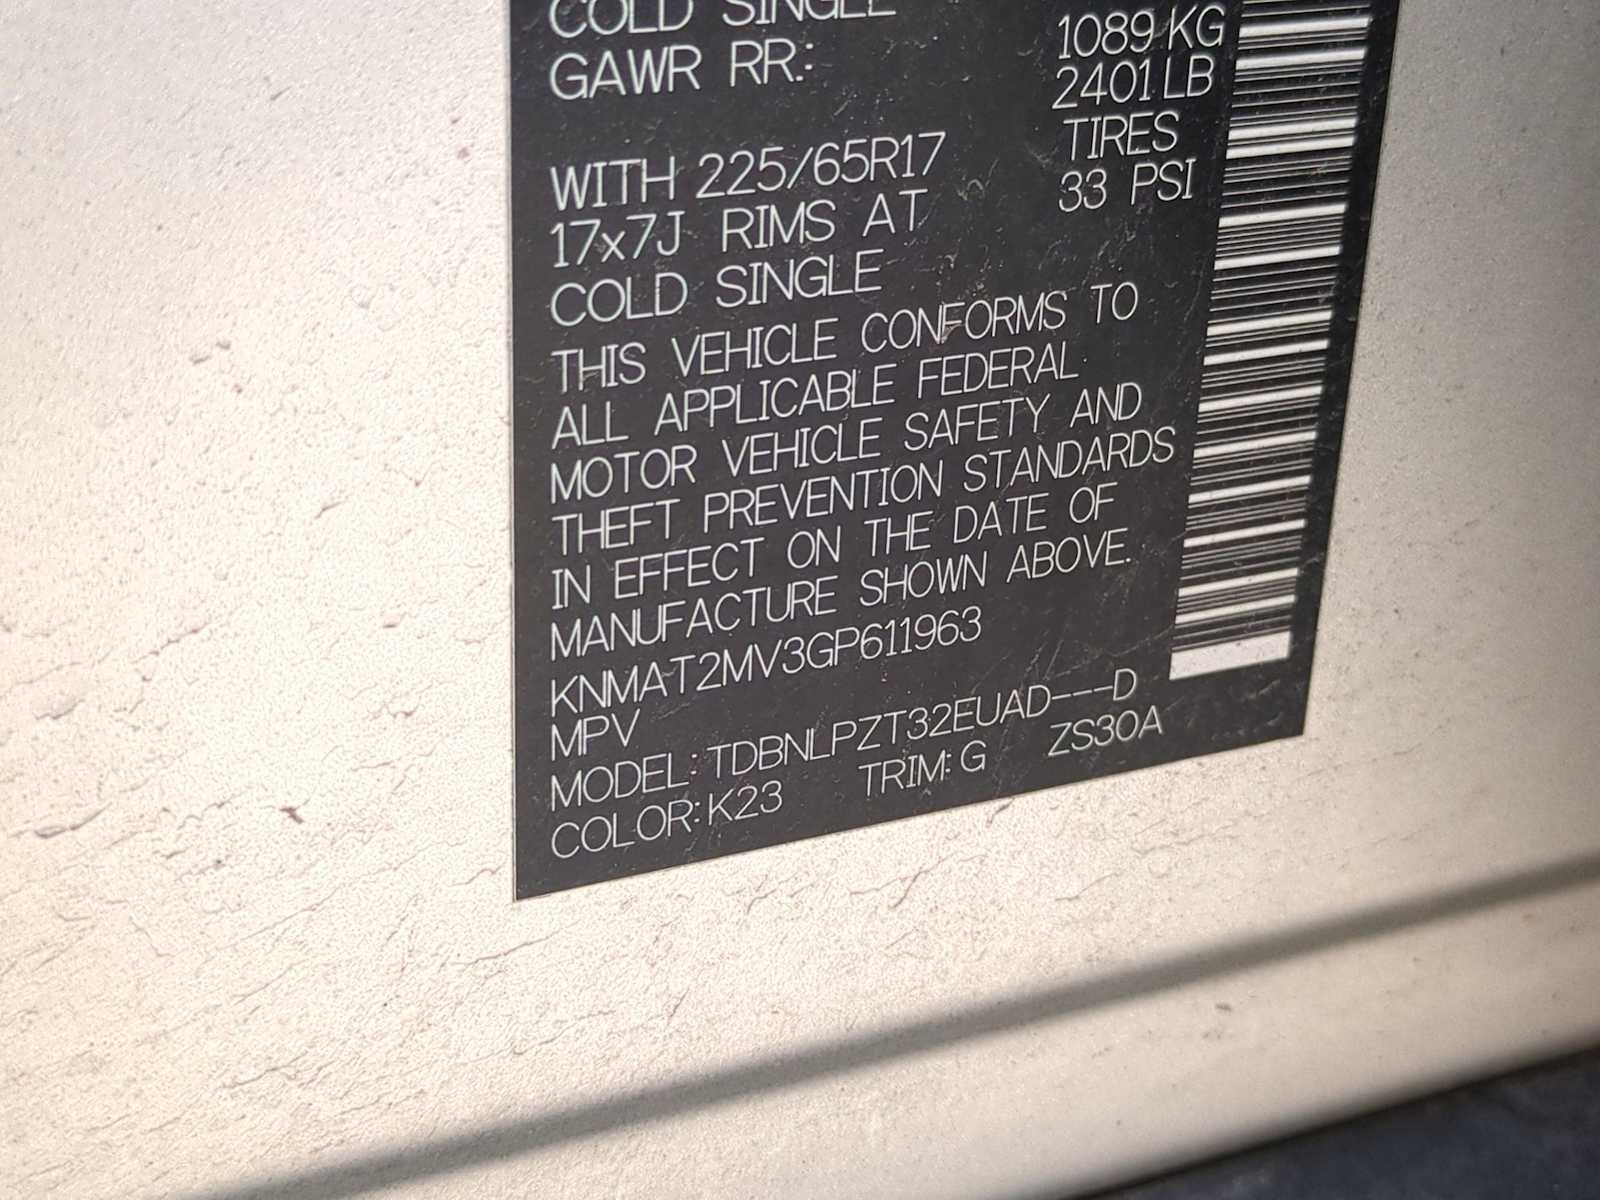 COLD SINGLE
GAWR RR.: 1089 KG
2401 LB
WITH 225/65R17 TIRES
17x7J RIMS AT 33 PSI
COLD SINGLE
THIS VEHICLE CONFORMS TO
ALL APPLICABLE FEDERAL
MOTOR VEHICLE SAFETY AND
THEFT PREVENTION STANDARDS
IN EFFECT ON THE DATE OF
MANUFACTURE SHOWN ABOVE.
KNMAT2MV3GP611963
MPV
MODEL: TDBNLPZT32EUAD---D
COLOR: K23 TRIM: G ZS30A